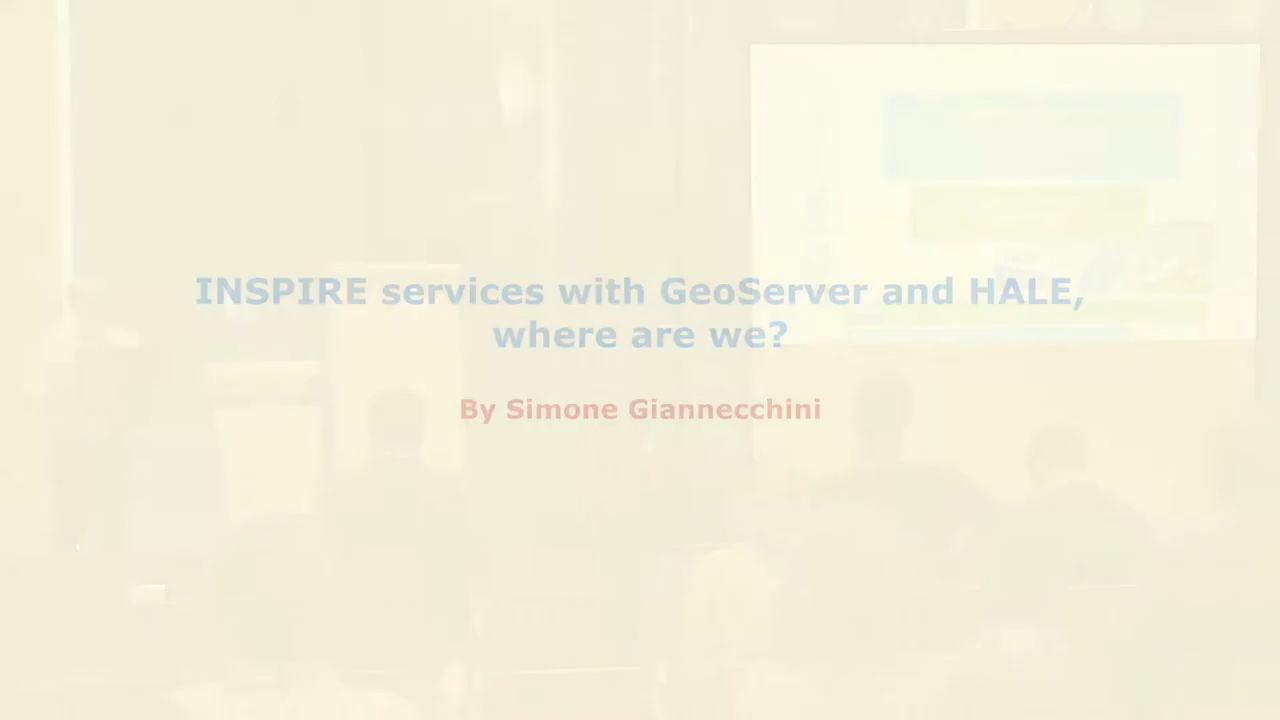 INSPIRE services with GeoServer and HALE,
where are we?
By Simone Giannecchini